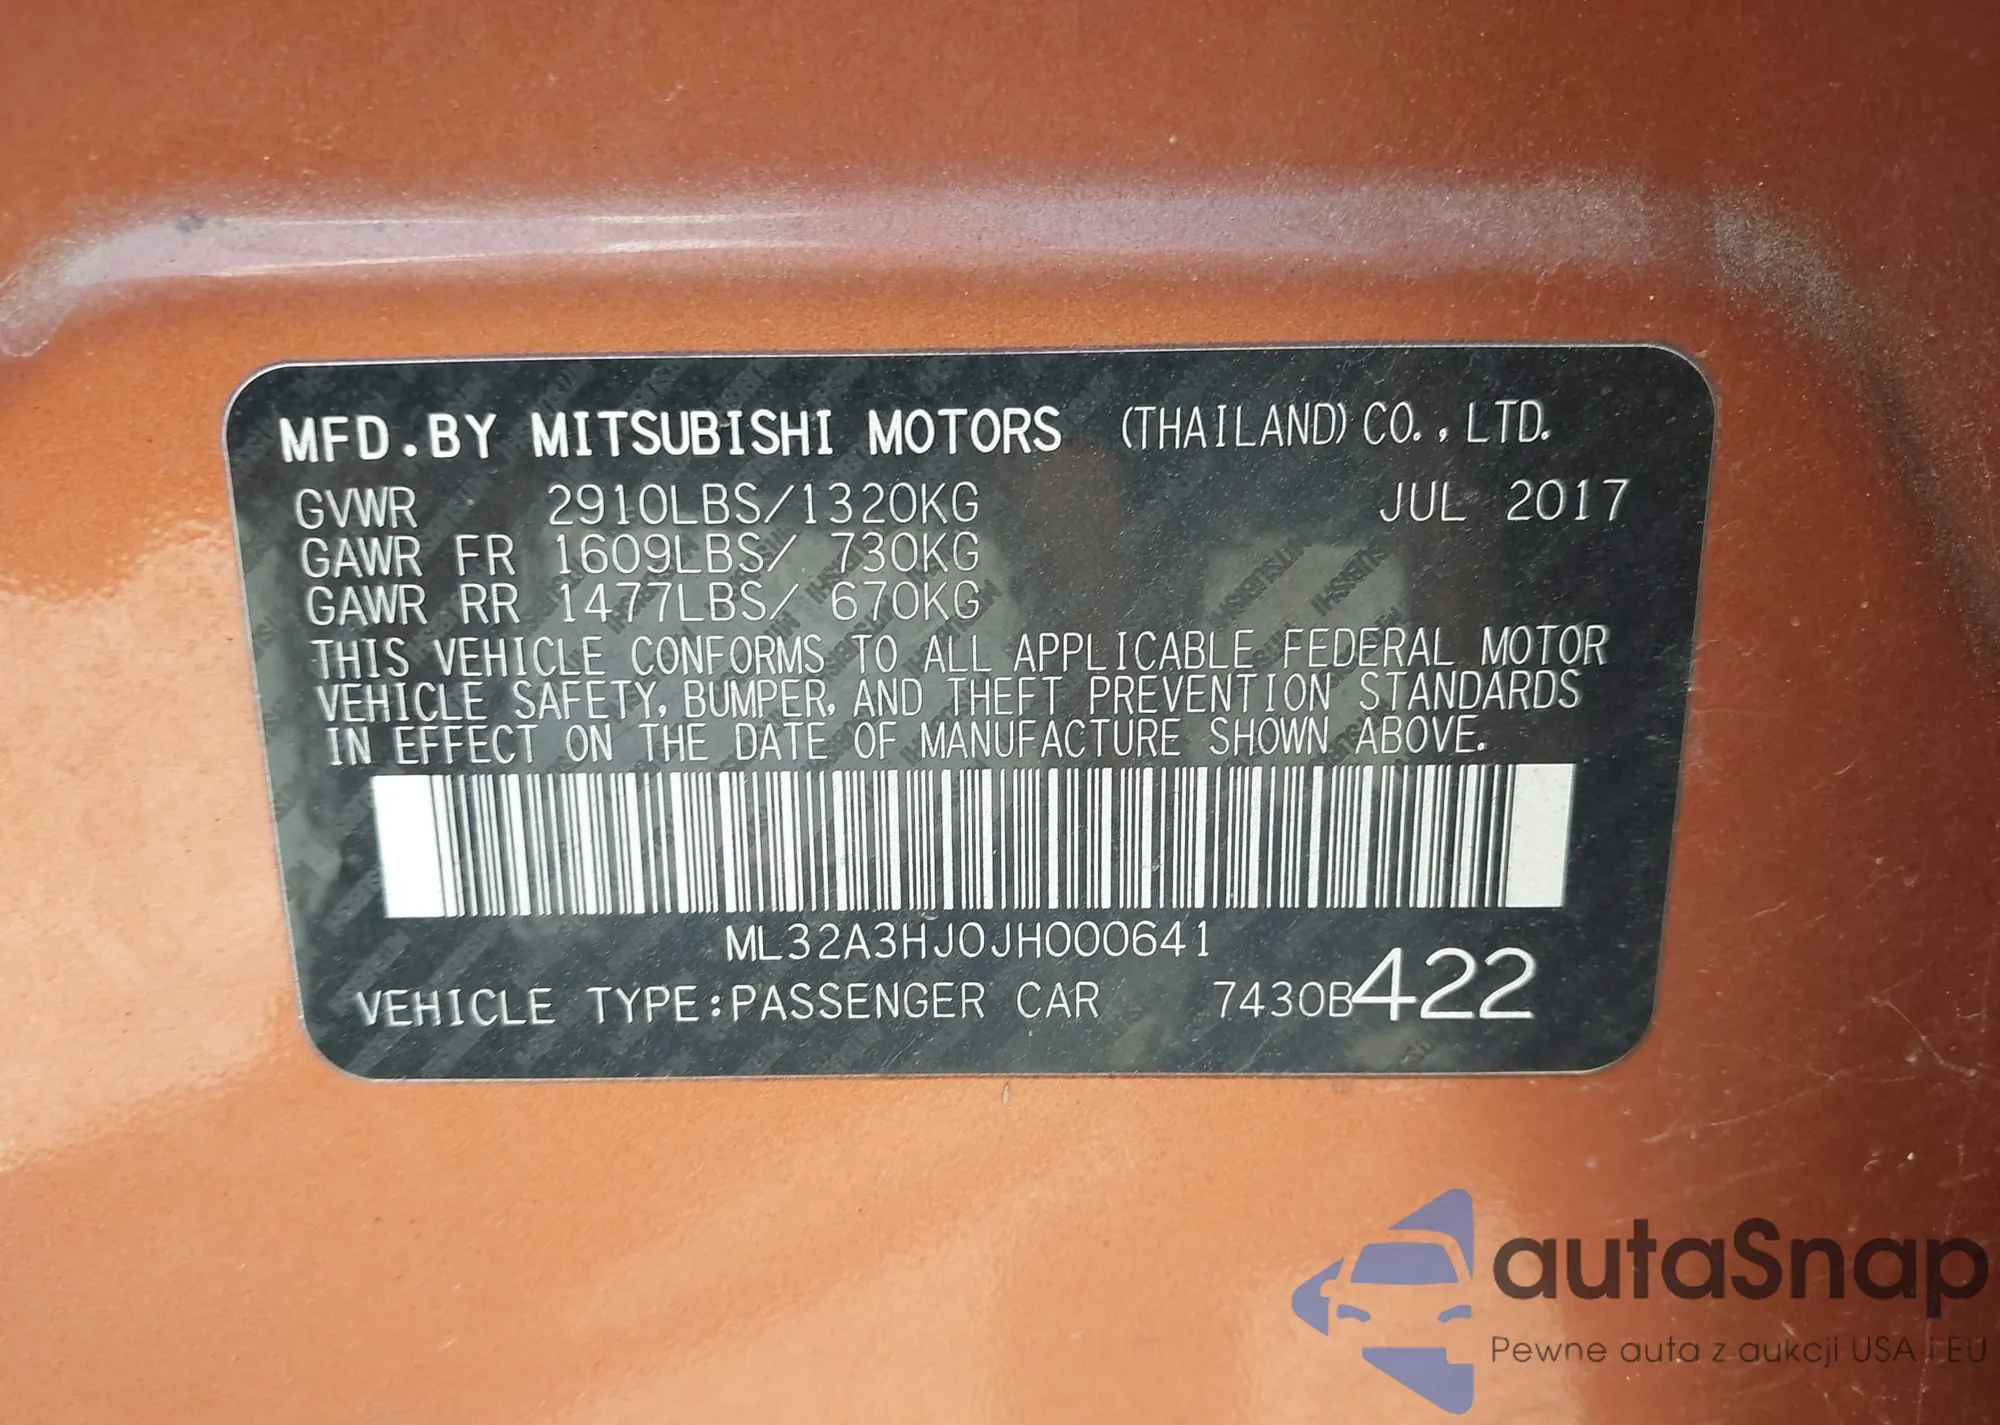 MFD.BY MITSUBISHI MOTORS (THAILAND) CO., LTD.
GVWR 2910LBS/1320KG JUL 2017
GAWR FR 1609LBS/ 730KG
GAWR RR 1477LBS/ 670KG
THIS VEHICLE CONFORMS TO ALL APPLICABLE FEDERAL MOTOR
VEHICLE SAFETY, BUMPER, AND THEFT PREVENTION STANDARDS
IN EFFECT ON THE DATE OF MANUFACTURE SHOWN ABOVE.
ML32A3HJ0JH000641
VEHICLE TYPE:PASSENGER CAR 7430B422
autaSnap
Pewne auta z aukcji USA i EU